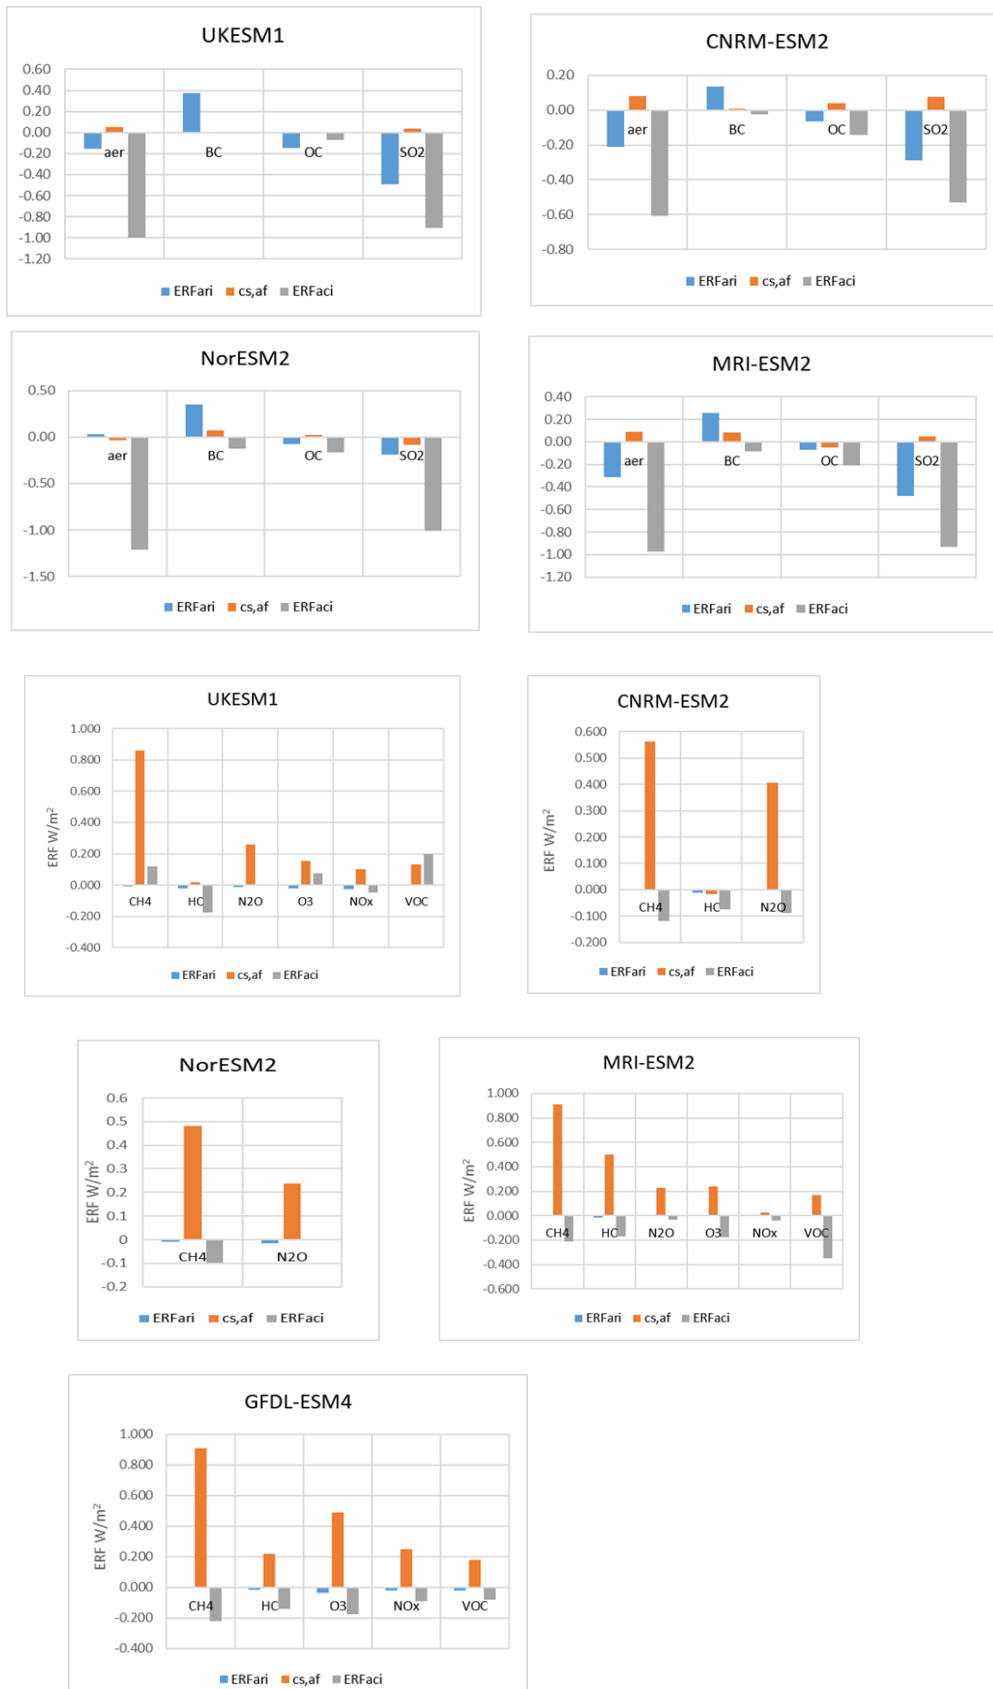 UKESM1
0.60
0.40
0.20
0.00
-0.20
-0.40
-0.60
-0.80
-1.00
-1.20
aer BC OC SO2
ERFari cs,af ERFaci
CNRM-ESM2
0.20
0.00
-0.20
-0.40
-0.60
-0.80
aer BC OC SO2
ERFari cs,af ERFaci
NorESM2
0.50
0.00
-0.50
-1.00
-1.50
aer BC OC SO2
ERFari cs,af ERFaci
MRI-ESM2
0.40
0.20
0.00
-0.20
-0.40
-0.60
-0.80
-1.00
-1.20
aer BC OC SO2
ERFari cs,af ERFaci
UKESM1
ERF W/m²
1.000
0.800
0.600
0.400
0.200
0.000
-0.200
-0.400
CH4 HC N2O O3 NOx VOC
ERFari cs,af ERFaci
CNRM-ESM2
ERF W/m²
0.600
0.500
0.400
0.300
0.200
0.100
0.000
-0.100
-0.200
CH4 HC N2O
ERFari cs,af ERFaci
NorESM2
ERF W/m²
0.6
0.5
0.4
0.3
0.2
0.1
0
-0.1
-0.2
CH4 N2O
ERFari cs,af ERFaci
MRI-ESM2
ERF W/m²
1.000
0.800
0.600
0.400
0.200
0.000
-0.200
-0.400
-0.600
CH4 HC N2O O3 NOx VOC
ERFari cs,af ERFaci
GFDL-ESM4
ERF W/m²
1.000
0.800
0.600
0.400
0.200
0.000
-0.200
-0.400
CH4 HC O3 NOx VOC
ERFari cs,af ERFaci